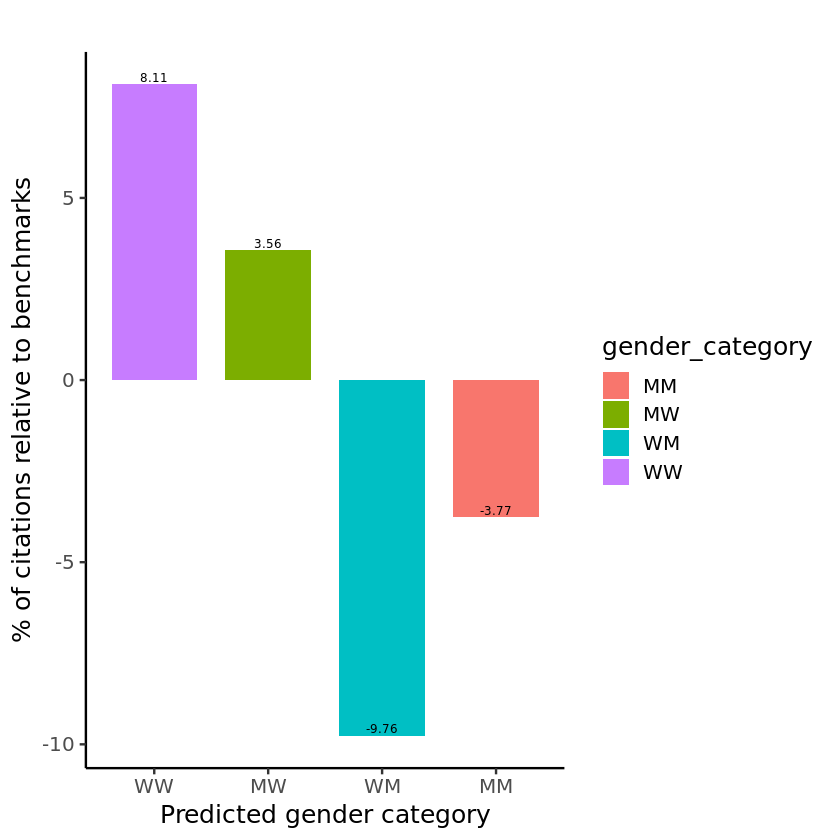 8.11
3.56
-3.77
-9.76
5
0
-5
-10
% of citations relative to benchmarks
WW
MW
WM
MM
Predicted gender category
gender_category
MM
MW
WM
WW